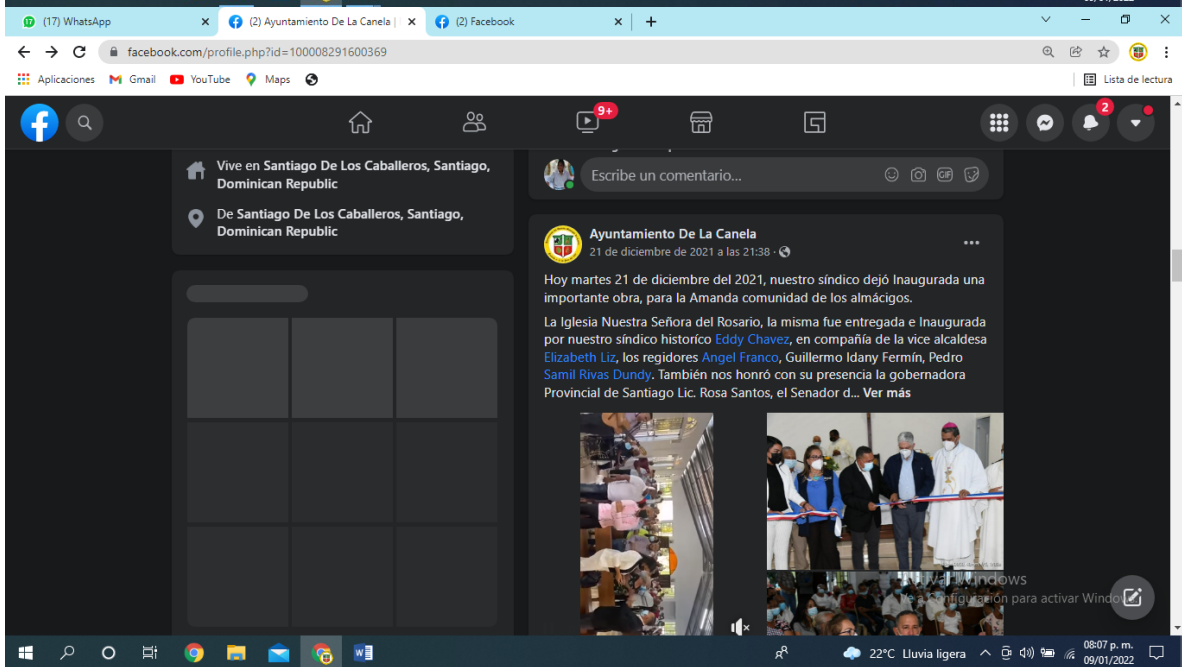 09/01/2022
(17) WhatsApp
(2) Ayuntamiento De La Canela |
(2) Facebook
facebook.com/profile.php?id=100008291600369
Aplicaciones
Gmail
YouTube
Maps
Lista de lectura
9+
2
Vive en Santiago De Los Caballeros, Santiago,
Dominican Republic
De Santiago De Los Caballeros, Santiago,
Dominican Republic
Escribe un comentario...
GIF
Ayuntamiento De La Canela
21 de diciembre de 2021 a las 21:38 ·
Hoy martes 21 de diciembre del 2021, nuestro síndico dejó Inaugurada una
importante obra, para la Amanda comunidad de los almácigos.
La Iglesia Nuestra Señora del Rosario, la misma fue entregada e Inaugurada
por nuestro síndico historíco Eddy Chavez, en compañía de la vice alcaldesa
Elizabeth Liz, los regidores Angel Franco, Guillermo Idany Fermín, Pedro
Samil Rivas Dundy. También nos honró con su presencia la gobernadora
Provincial de Santiago Lic. Rosa Santos, el Senador d... Ver más
Activar Windows
Ve a Configuración para activar Windows
22°C Lluvia ligera
08:07 p. m.
09/01/2022